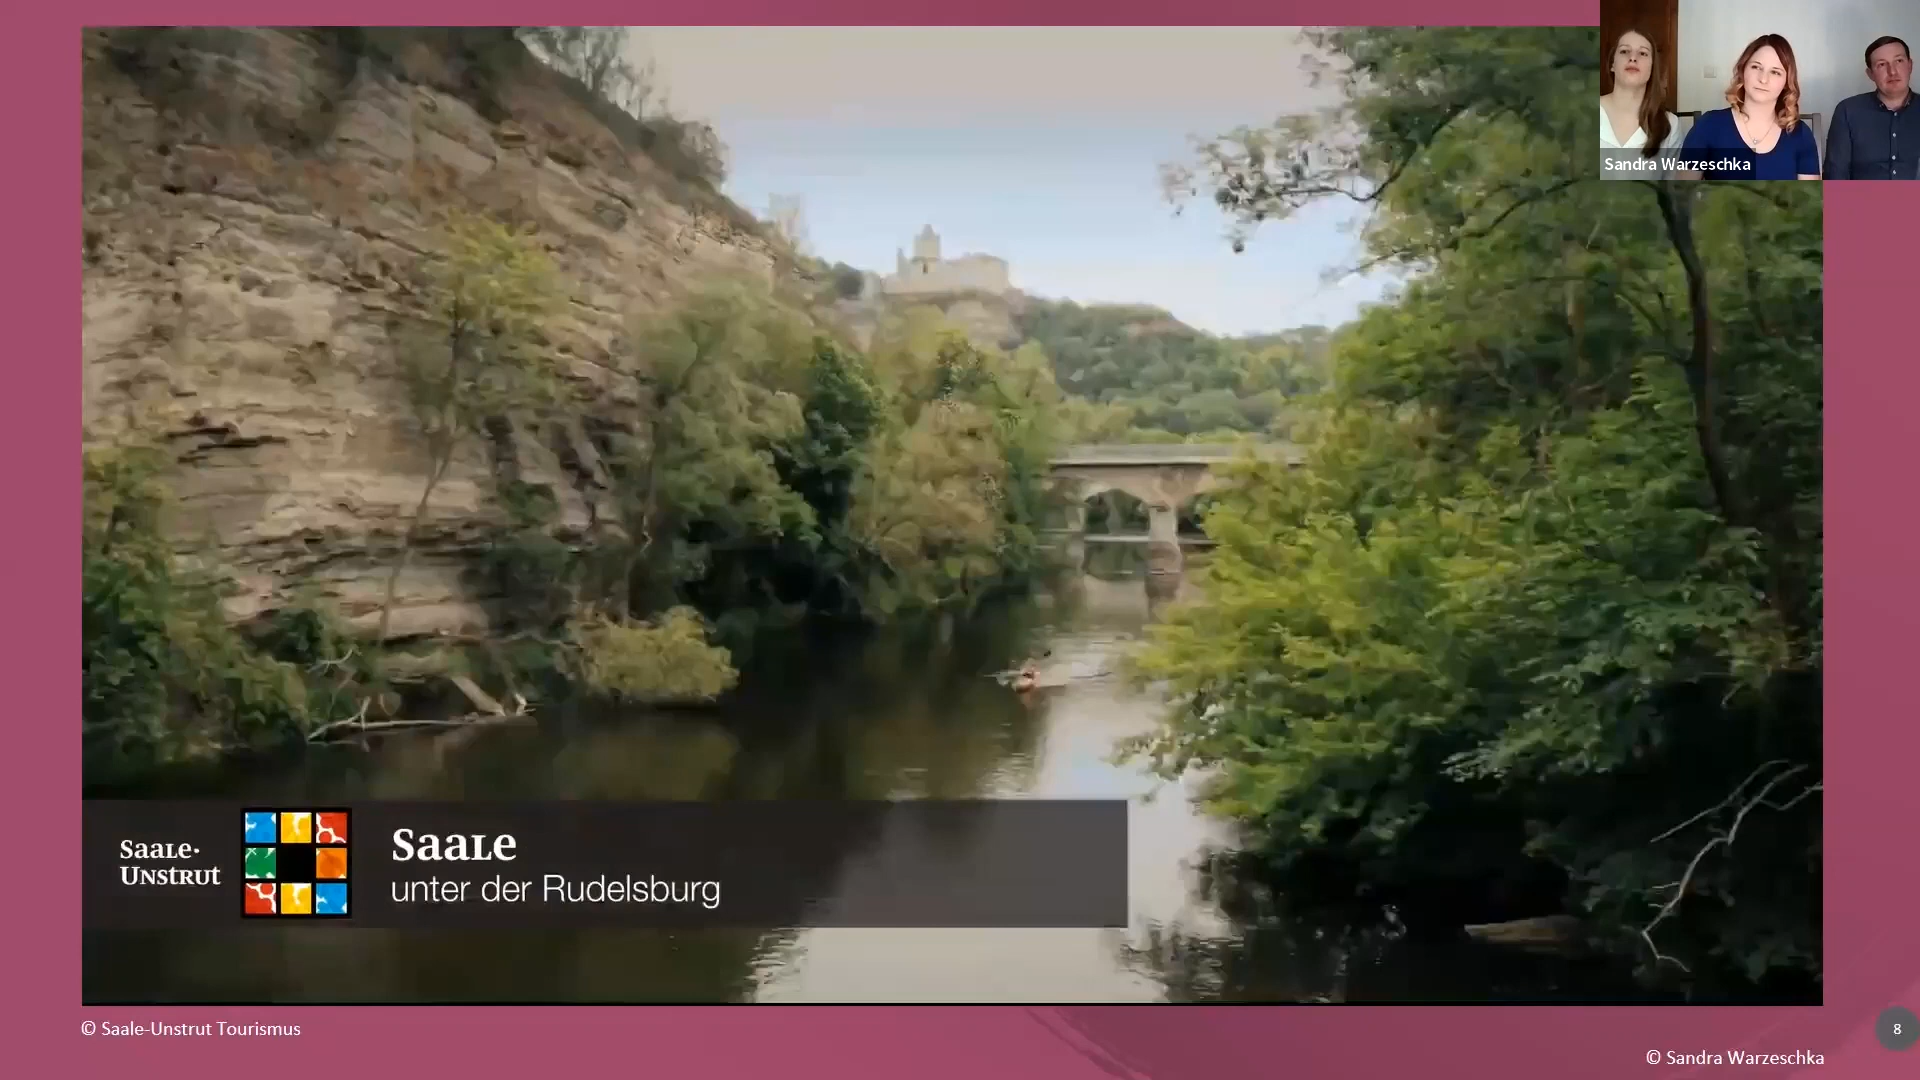 Sandra Warzeschka
Saale-
Unstrut
Saale
unter der Rudelsburg
© Saale-Unstrut Tourismus
8
© Sandra Warzeschka